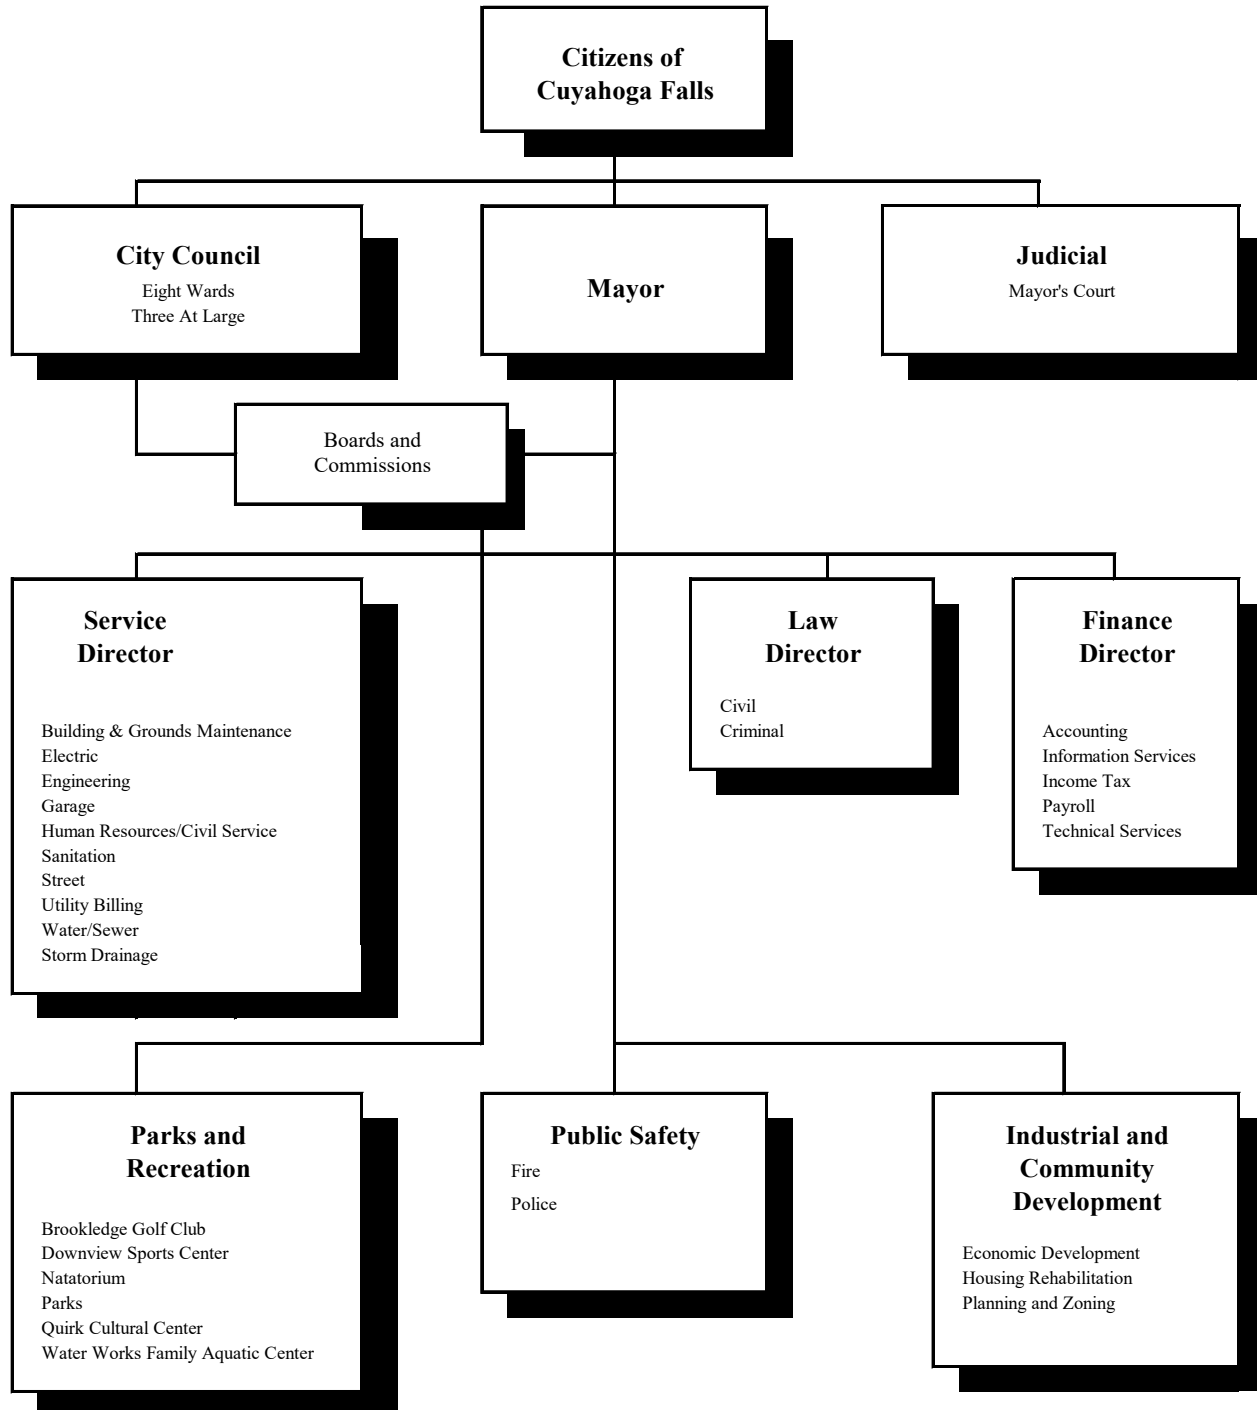 Citizens of
Cuyahoga Falls
City Council
Eight Wards
Three At Large
Mayor
Judicial
Mayor's Court
Boards and
Commissions
Service
Director
Building & Grounds Maintenance
Electric
Engineering
Garage
Human Resources/Civil Service
Sanitation
Street
Utility Billing
Water/Sewer
Storm Drainage
Law
Director
Civil
Criminal
Finance
Director
Accounting
Information Services
Income Tax
Payroll
Technical Services
Parks and
Recreation
Brookledge Golf Club
Downview Sports Center
Natatorium
Parks
Quirk Cultural Center
Water Works Family Aquatic Center
Public Safety
Fire
Police
Industrial and
Community
Development
Economic Development
Housing Rehabilitation
Planning and Zoning